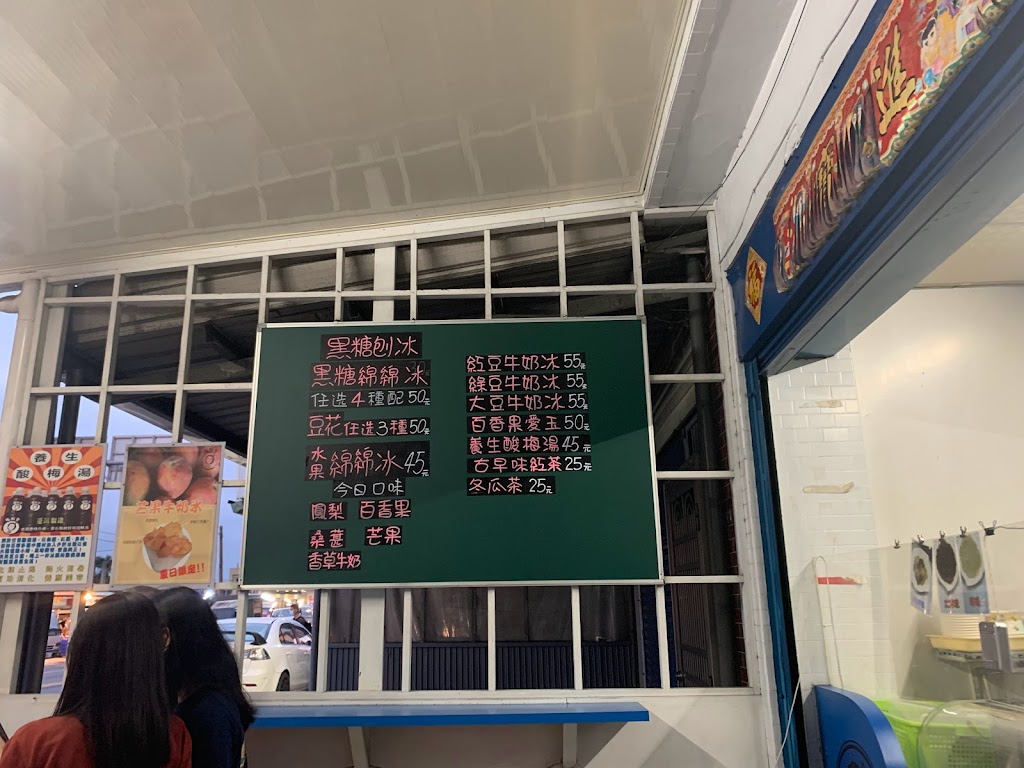 黑糖刨冰
黑糖綿綿冰
任选4種配50元
豆花任选3種50元
水果綿綿冰45元
今日口味
鳳梨 百香果
桑葚 芒果
香草牛奶
紅豆牛奶冰55元
綠豆牛奶冰55元
大豆牛奶冰55元
百香果愛玉50元
養生酸梅湯45元
古早味紅茶25元
冬瓜茶25元
養生
酸梅湯
芒果牛奶冰
夏日限定!!
進
寶